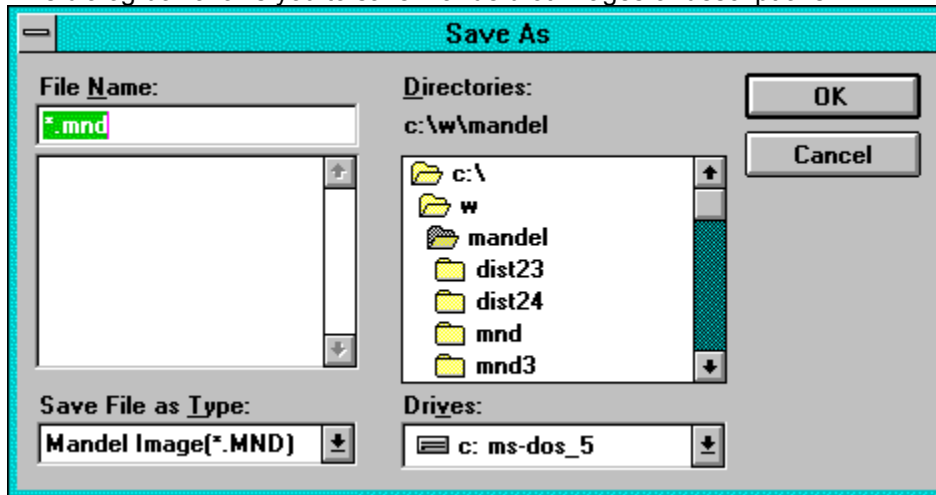 Save As
File Name:
*.mnd
Directories:
c:\w\mandel
c:\
w
mandel
dist23
dist24
mnd
mnd3
OK
Cancel
Save File as Type:
Mandel Image(*.MND)
Drives:
c: ms-dos_5